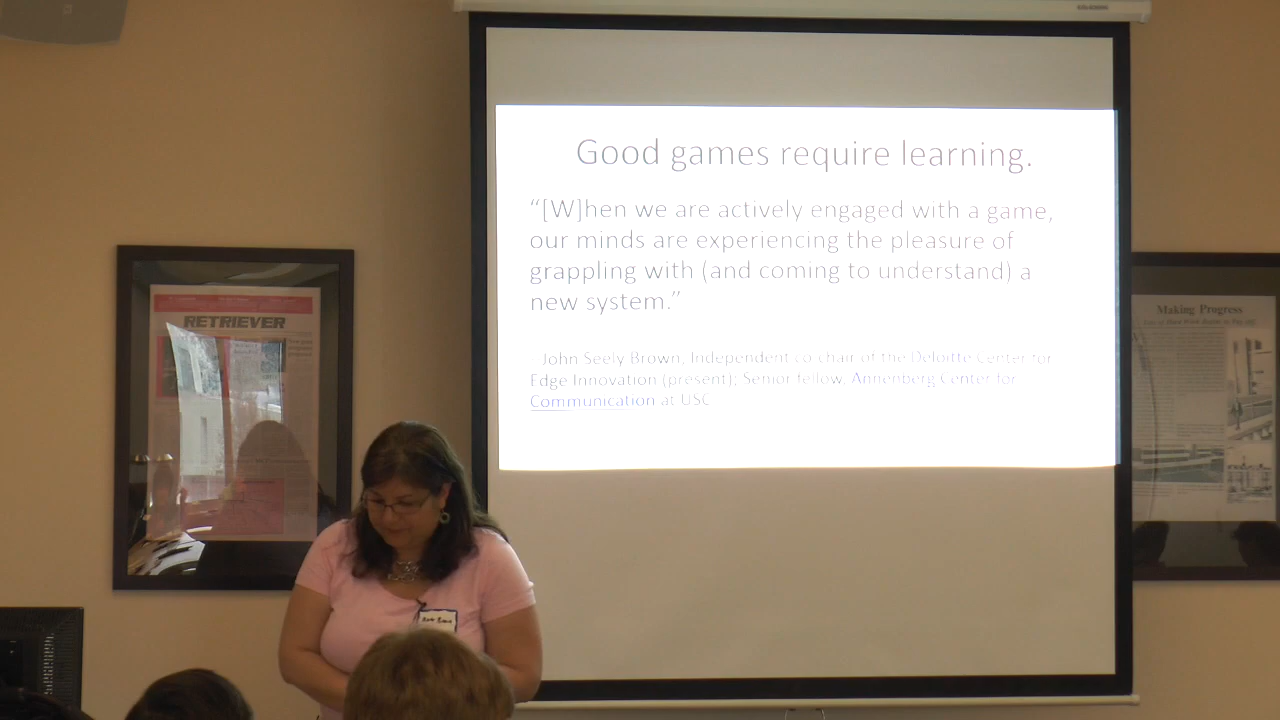 Good games require learning.
“[W]hen we are actively engaged with a game,
our minds are experiencing the pleasure of
grappling with (and coming to understand) a
new system.”
John Seely Brown, Independent co chair of the Deloitte Center for
Edge Innovation (present); Senior fellow, Annenberg Center for
Communication at USC
RETRIEVER
Making Progress